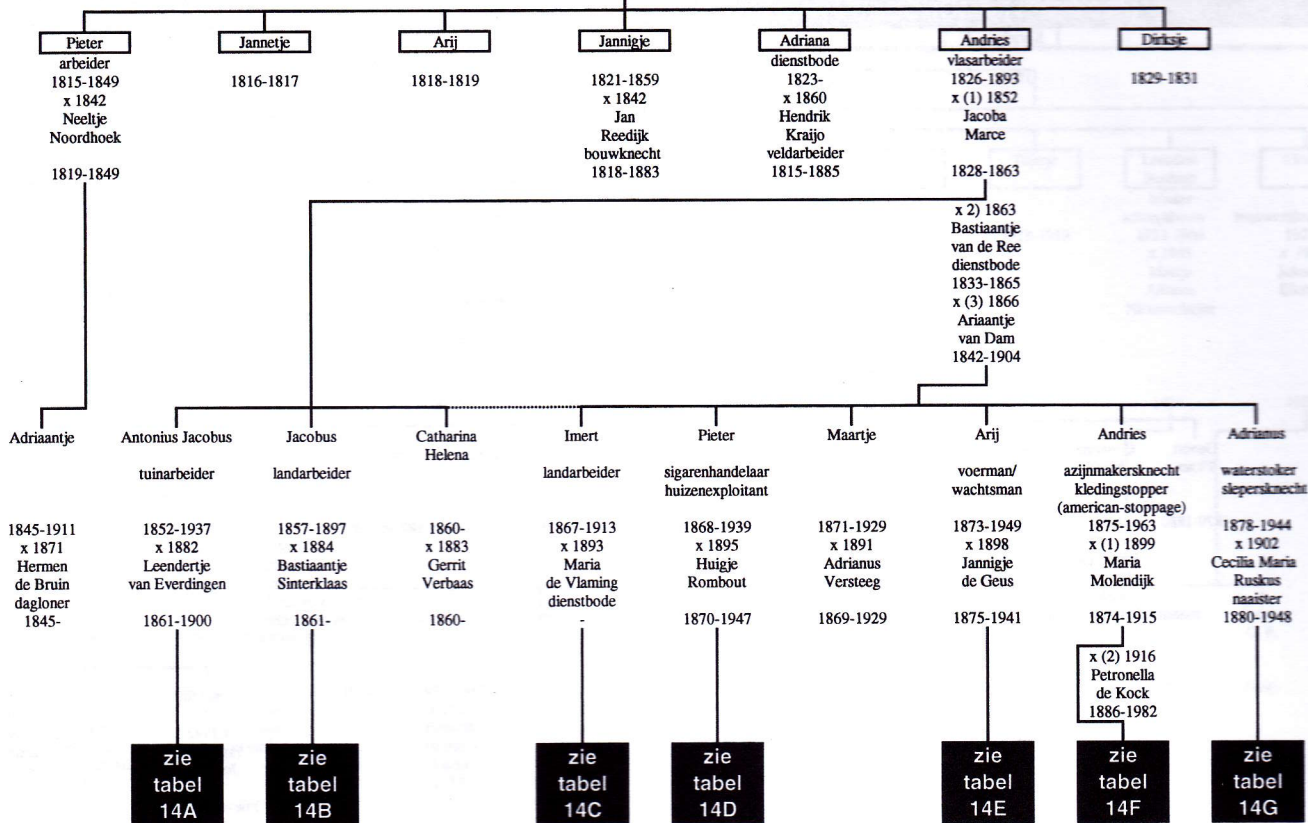 Pieter
arbeider
1815-1849
x 1842
Neeltje
Noordhoek
1819-1849
Jannetje
1816-1817
Arij
1818-1819
Jannigje
1821-1859
x 1842
Jan
Reedijk
bouwknecht
1818-1883
Adriana
dienstbode
1823-
x 1860
Hendrik
Kraijo
veldarbeider
1815-1885
Andries
vlasarbeider
1826-1893
x (1) 1852
Jacoba
Marce
1828-1863
x 2) 1863
Bastiaantje
van de Ree
dienstbode
1833-1865
x (3) 1866
Ariaantje
van Dam
1842-1904
Dirksje
1829-1831
Adriaantje
1845-1911
x 1871
Hermen
de Bruin
dagloner
1845-
Antonius Jacobus
tuinarbeider
1852-1937
x 1882
Leendertje
van Everdingen
1861-1900
zie
tabel
14A
Jacobus
landarbeider
1857-1897
x 1884
Bastiaantje
Sinterklaas
1861-
zie
tabel
14B
Catharina
Helena
1860-
x 1883
Gerrit
Verbaas
1860-
Imert
landarbeider
1867-1913
x 1893
Maria
de Vlaming
dienstbode
-
zie
tabel
14C
Pieter
sigarenhandelaar
huizenexploitant
1868-1939
x 1895
Huigje
Rombout
1870-1947
zie
tabel
14D
Maartje
1871-1929
x 1891
Adrianus
Versteeg
1869-1929
Arij
voerman/
wachtsman
1873-1949
x 1898
Jannigje
de Geus
1875-1941
zie
tabel
14E
Andries
azijnmakersknecht
kledingstopper
(american-stoppage)
1875-1963
x (1) 1899
Maria
Molendijk
1874-1915
x (2) 1916
Petronella
de Kock
1886-1982
zie
tabel
14F
Adrianus
waterstoker
slepersknecht
1878-1944
x 1902
Cecilia Maria
Ruskus
naaister
1880-1948
zie
tabel
14G